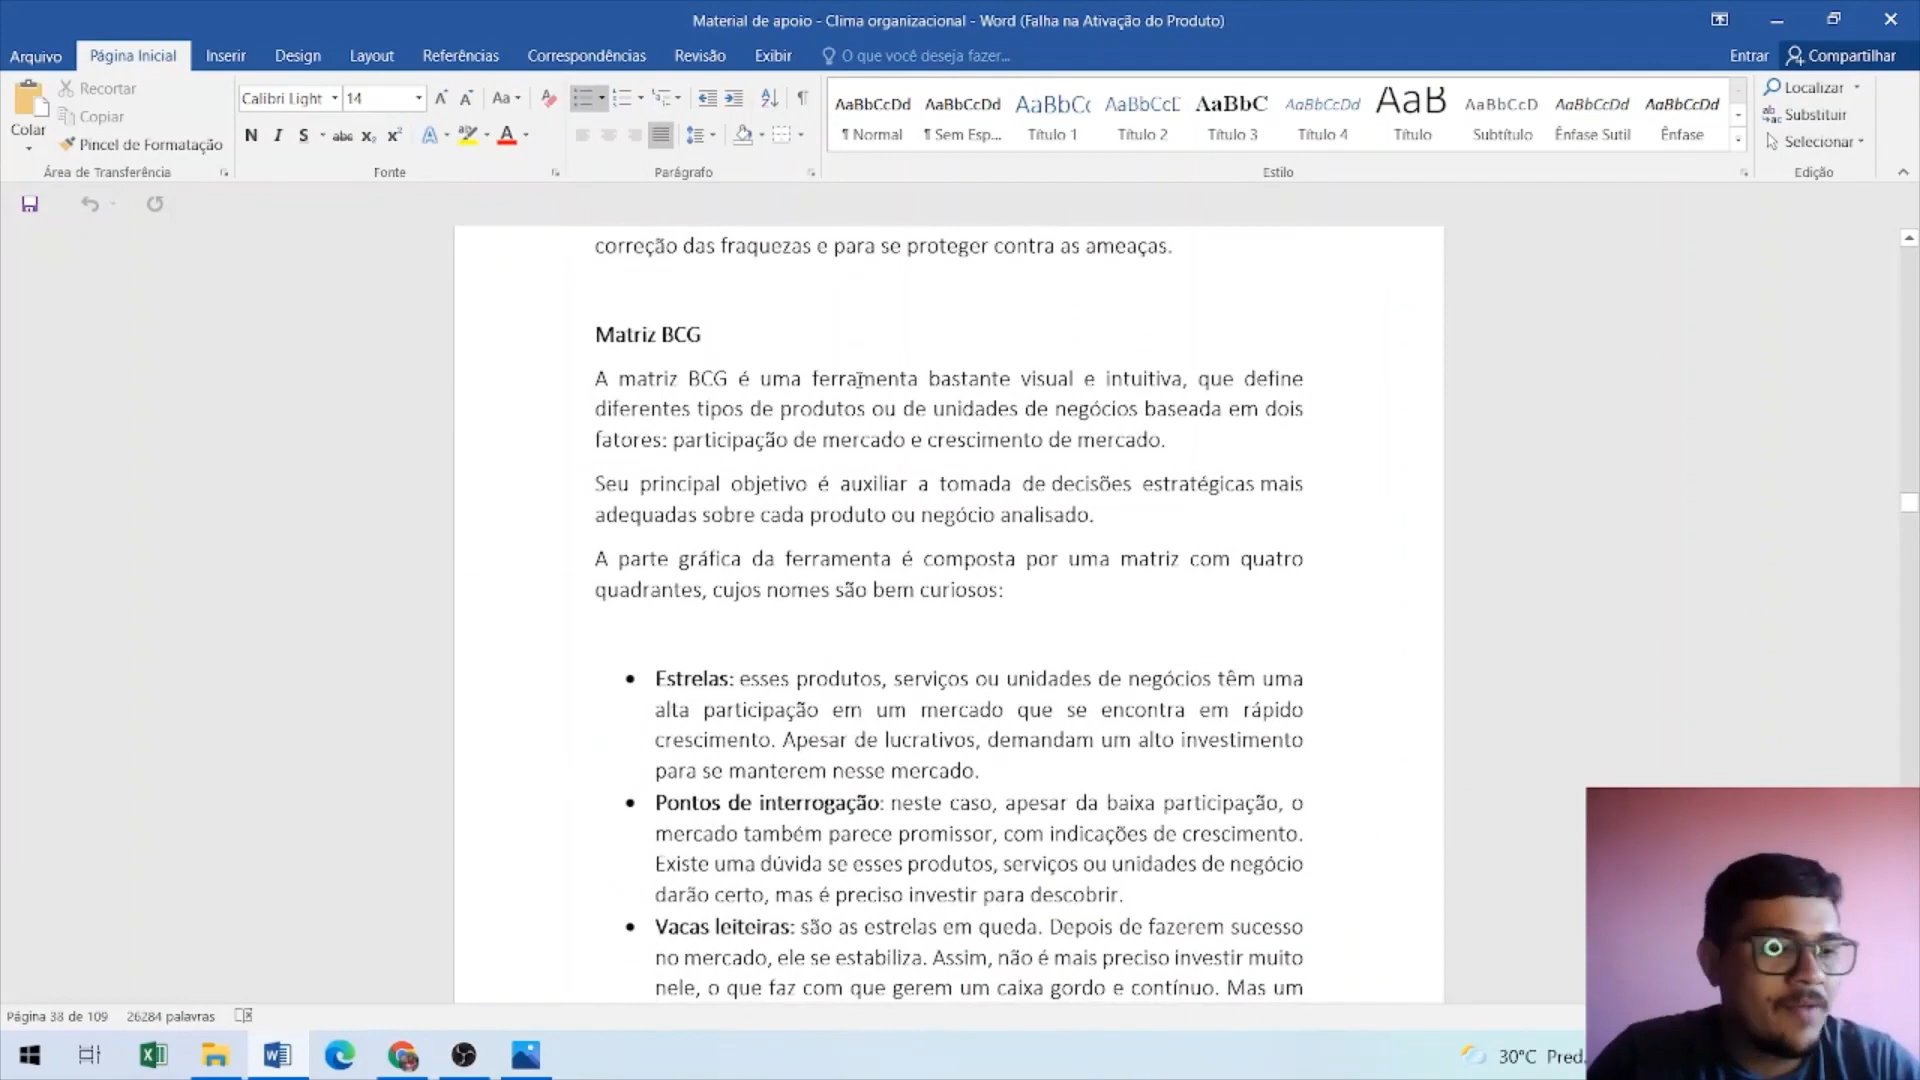 Material de apoio - Clima organizacional - Word (Falha na Ativação do Produto)
Arquivo Página Inicial Inserir Design Layout Referências Correspondências Revisão Exibir O que você deseja fazer... Entrar Compartilhar
Colar
Recortar
Copiar
Pincel de Formatação
Área de Transferência
Calibri Light 14
Fonte
Parágrafo
AaBbCcDd AaBbCcDd AaBbCc AaBbCcE AaBbC AaBbCcDd AaB AaBbCcD AaBbCcDd AaBbCcDd
¶ Normal ¶ Sem Esp... Título 1 Título 2 Título 3 Título 4 Título Subtítulo Ênfase Sutil Ênfase
Estilo
Localizar
Substituir
Selecionar
Edição
correção das fraquezas e para se proteger contra as ameaças.
Matriz BCG
A matriz BCG é uma ferramenta bastante visual e intuitiva, que define
diferentes tipos de produtos ou de unidades de negócios baseada em dois
fatores: participação de mercado e crescimento de mercado.
Seu principal objetivo é auxiliar a tomada de decisões estratégicas mais
adequadas sobre cada produto ou negócio analisado.
A parte gráfica da ferramenta é composta por uma matriz com quatro
quadrantes, cujos nomes são bem curiosos:
• Estrelas: esses produtos, serviços ou unidades de negócios têm uma
alta participação em um mercado que se encontra em rápido
crescimento. Apesar de lucrativos, demandam um alto investimento
para se manterem nesse mercado.
• Pontos de interrogação: neste caso, apesar da baixa participação, o
mercado também parece promissor, com indicações de crescimento.
Existe uma dúvida se esses produtos, serviços ou unidades de negócio
darão certo, mas é preciso investir para descobrir.
• Vacas leiteiras: são as estrelas em queda. Depois de fazerem sucesso
no mercado, ele se estabiliza. Assim, não é mais preciso investir muito
nele, o que faz com que gerem um caixa gordo e contínuo. Mas um
Página 38 de 109 26284 palavras
30°C Pred.